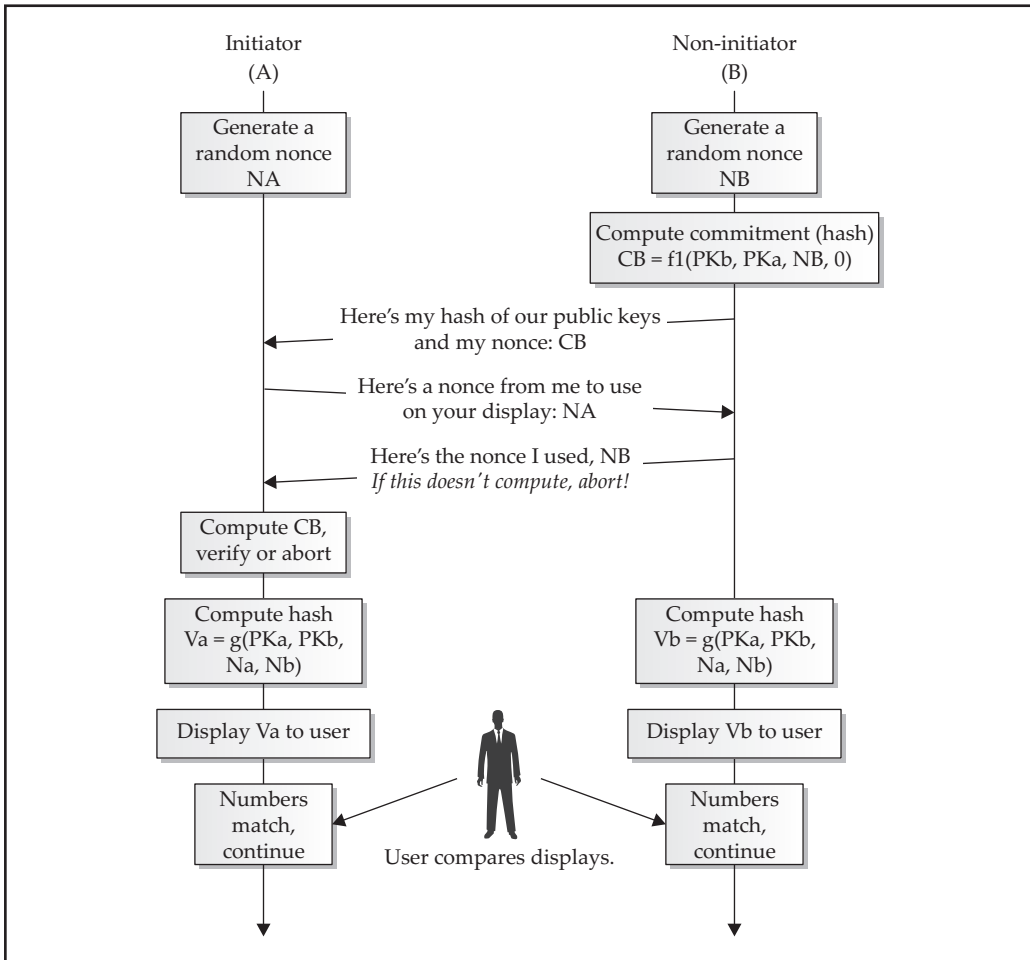 Initiator
(A)
Non-initiator
(B)
Generate a
random nonce
NA
Generate a
random nonce
NB
Compute commitment (hash)
CB = f1(PKb, PKa, NB, 0)
Here’s my hash of our public keys
and my nonce: CB
Here’s a nonce from me to use
on your display: NA
Here’s the nonce I used, NB
If this doesn't compute, abort!
Compute CB,
verify or abort
Compute hash
Va = g(PKa, PKb,
Na, Nb)
Compute hash
Vb = g(PKa, PKb,
Na, Nb)
Display Va to user
Display Vb to user
Numbers
match,
continue
Numbers
match,
continue
User compares displays.